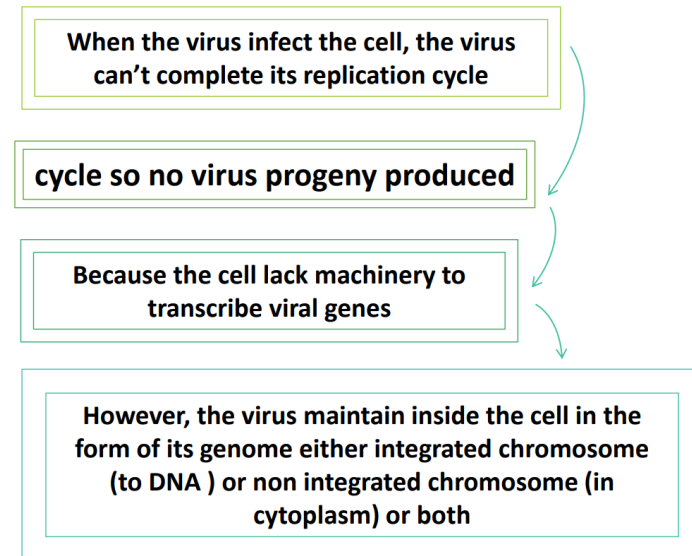 When the virus infect the cell, the virus
can’t complete its replication cycle
cycle so no virus progeny produced
Because the cell lack machinery to
transcribe viral genes
However, the virus maintain inside the cell in the
form of its genome either integrated chromosome
(to DNA ) or non integrated chromosome (in
cytoplasm) or both